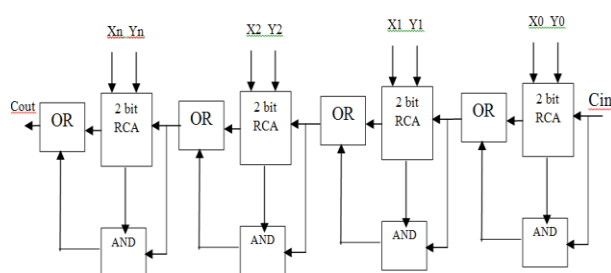 Xn Yn
X2 Y2
X1 Y1
X0 Y0
Cout
OR
2 bit
RCA
OR
2 bit
RCA
OR
2 bit
RCA
OR
2 bit
RCA
Cin
AND
AND
AND
AND